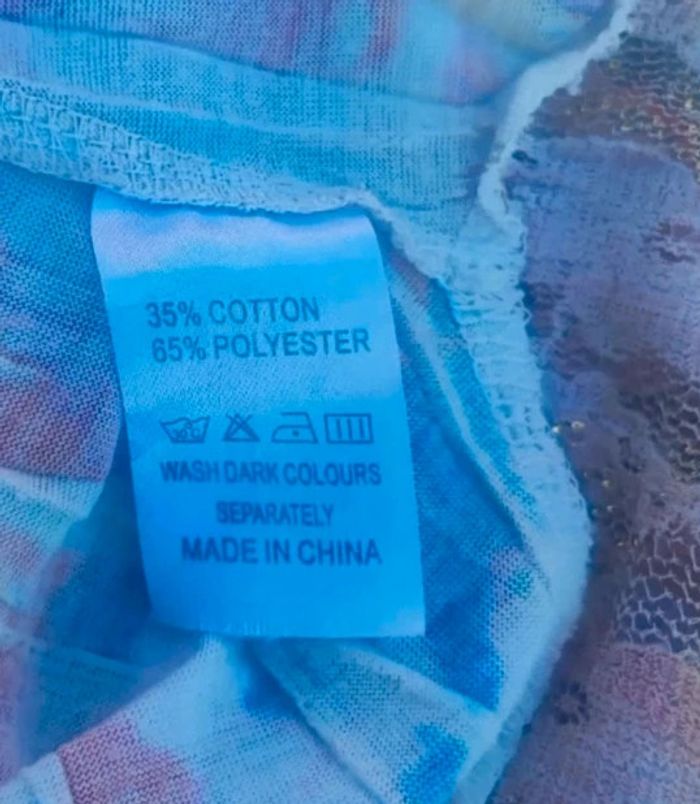 35% COTTON
65% POLYESTER
WASH DARK COLOURS
SEPARATELY
MADE IN CHINA